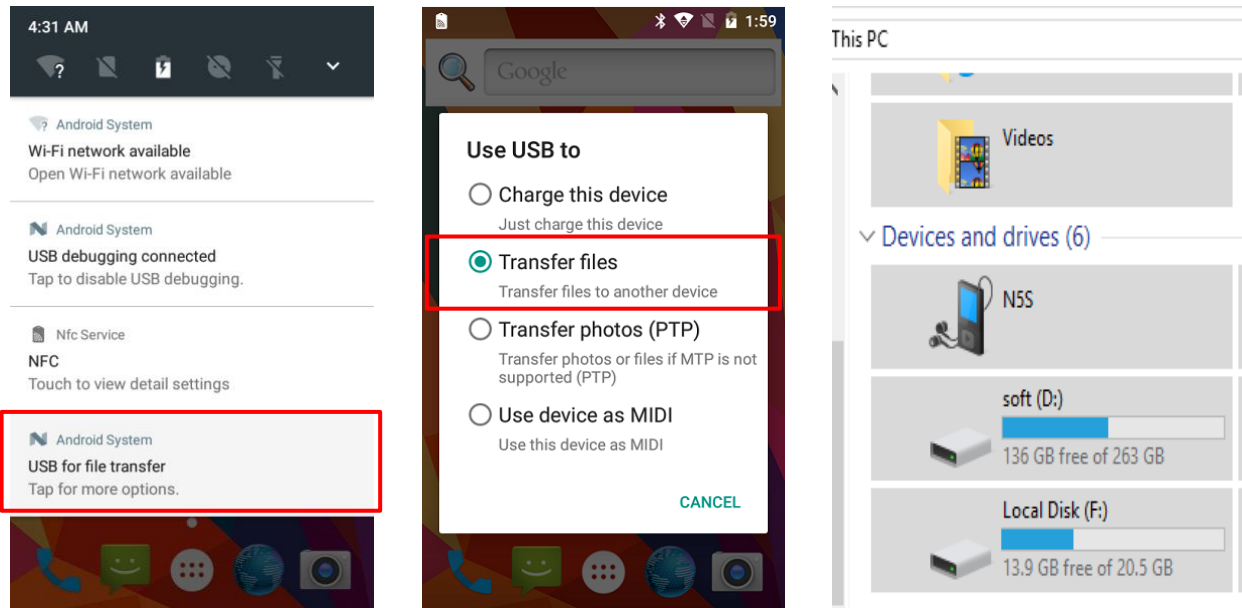 4:31 AM
?
? Android System
Wi-Fi network available
Open Wi-Fi network available
Android System
USB debugging connected
Tap to disable USB debugging.
Nfc Service
NFC
Touch to view detail settings
Android System
USB for file transfer
Tap for more options.
1:59
Google
Use USB to
Charge this device
Just charge this device
Transfer files
Transfer files to another device
Transfer photos (PTP)
Transfer photos or files if MTP is not
supported (PTP)
Use device as MIDI
Use this device as MIDI
CANCEL
This PC
Videos
Devices and drives (6)
N5S
soft (D:)
136 GB free of 263 GB
Local Disk (F:)
13.9 GB free of 20.5 GB